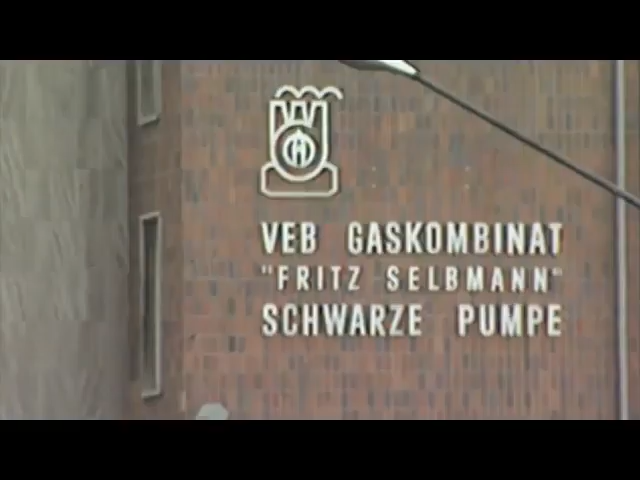 VEB GASKOMBINAT
"FRITZ SELBMANN"
SCHWARZE PUMPE